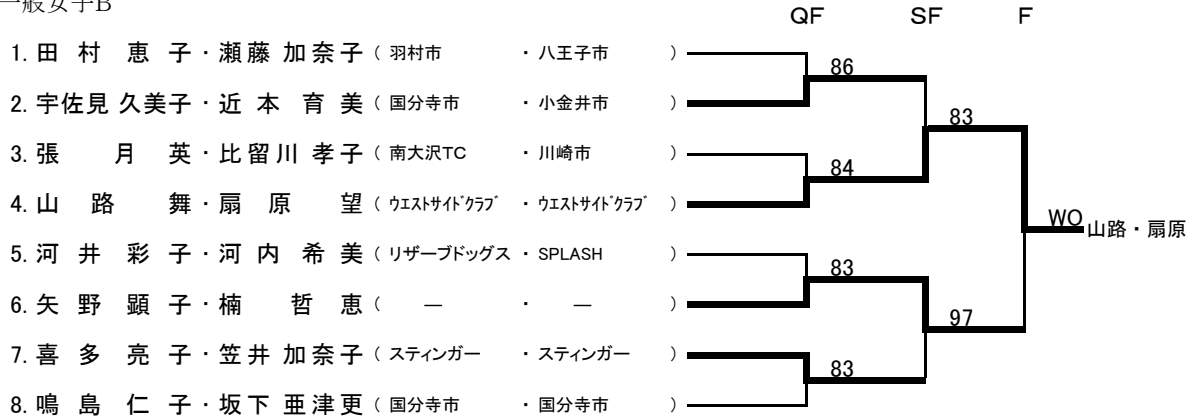 一般女子B
QF SF F
1. 田 村 恵 子・瀬藤 加奈子 ( 羽村市 ・ 八王子市 )
86
2. 宇佐見 久美子・近 本 育 美 ( 国分寺市 ・ 小金井市 )
83
3. 張 月 英・比留川 孝子 ( 南大沢TC ・ 川崎市 )
84
4. 山 路 舞・扇 原 望 ( ウエストサイドクラブ ・ ウエストサイドクラブ )
WO 山路・扇原
5. 河 井 彩 子・河 内 希 美 ( リザーブドッグス ・ SPLASH )
83
6. 矢 野 顕 子・楠 哲 恵 ( ― ・ ― )
97
7. 喜 多 亮 子・笠井 加奈子 ( スティンガー ・ スティンガー )
83
8. 鳴 島 仁 子・坂下 亜津更 ( 国分寺市 ・ 国分寺市 )